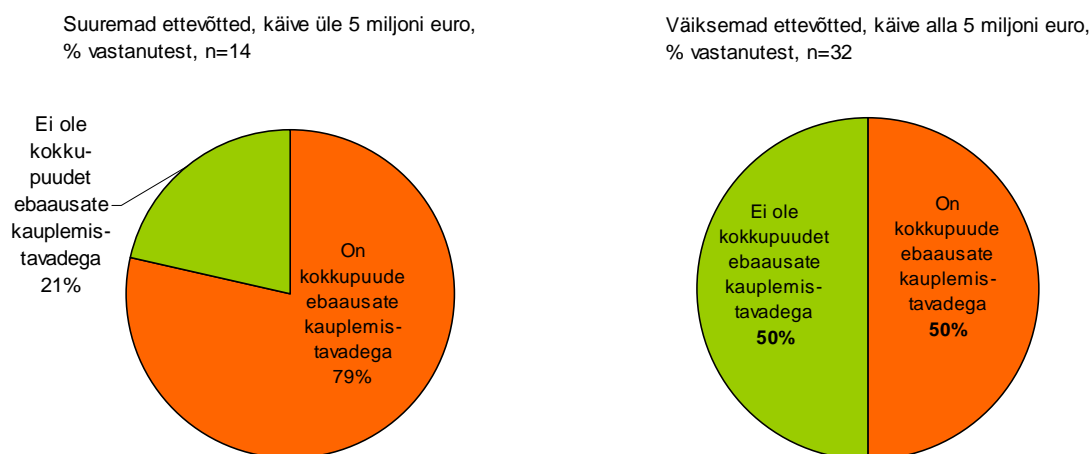 Suuremad ettevõtted, käive üle 5 miljoni euro,
% vastanutest, n=14
Ei ole
kokku-
puudet
ebaausate
kauplemis-
tavadega
21%
On
kokkupuude
ebaausate
kauplemis-
tavadega
79%
Väiksemad ettevõtted, käive alla 5 miljoni euro,
% vastanutest, n=32
Ei ole
kokkupuudet
ebaausate
kauplemis-
tavadega
50%
On
kokkupuude
ebaausate
kauplemis-
tavadega
50%